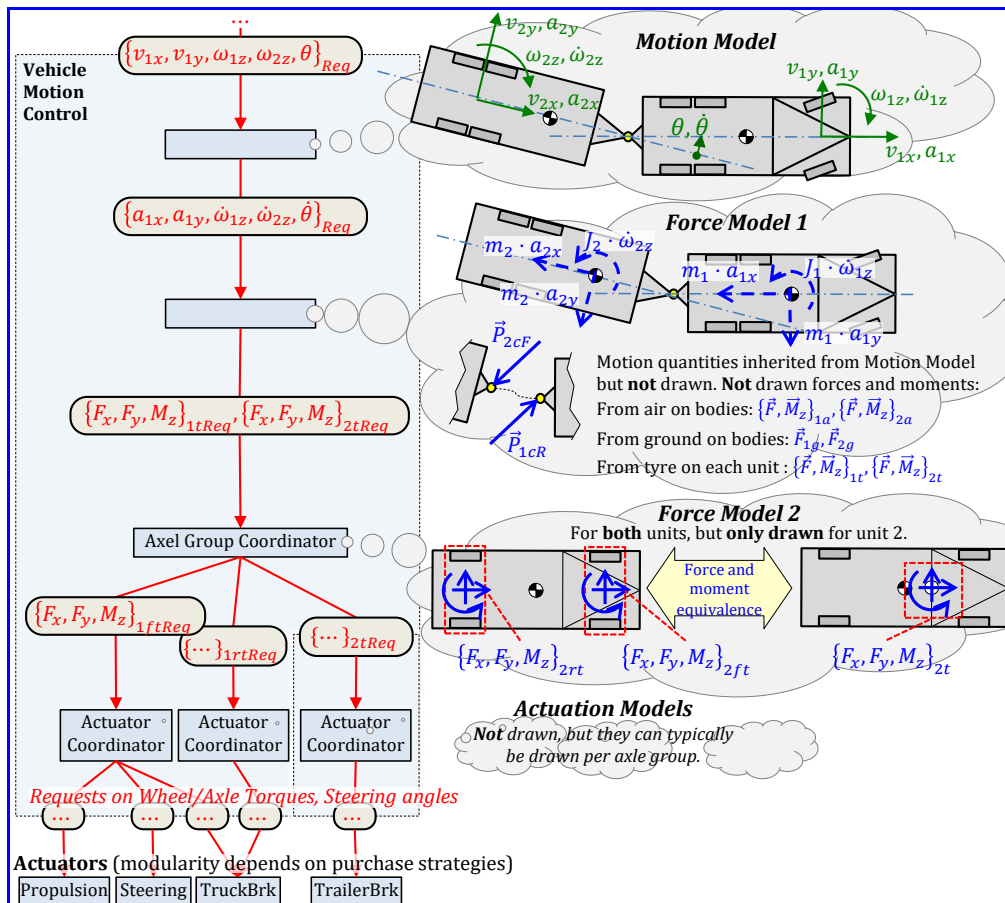 ...
{v1x, v1y, ω1z, ω2z, θ}Req
Vehicle
Motion
Control
{a1x, a1y, ω̇1z, ω̇2z, θ̇}Req
{Fx, Fy, Mz}1tReq, {Fx, Fy, Mz}2tReq
Axel Group Coordinator
{Fx, Fy, Mz}1ftReq
{⋯}1rtReq
{⋯}2tReq
Actuator
Coordinator
Actuator
Coordinator
Actuator
Coordinator
Requests on Wheel/Axle Torques, Steering angles
...
...
...
...
...
Actuators (modularity depends on purchase strategies)
Propulsion
Steering
TruckBrk
TrailerBrk
Motion Model
v2y, a2y
ω2z, ω̇2z
v2x, a2x
θ, θ̇
v1y, a1y
ω1z, ω̇1z
v1x, a1x
Force Model 1
J2 · ω̇2z
m2 · a2x
m2 · a2y
J1 · ω̇1z
m1 · a1x
m1 · a1y
P⃗2cF
P⃗1cR
Motion quantities inherited from Motion Model
but not drawn. Not drawn forces and moments:
From air on bodies: {F⃗, M⃗z}1a, {F⃗, M⃗z}2a
From ground on bodies: F⃗1g, F⃗2g
From tyre on each unit : {F⃗, M⃗z}1t, {F⃗, M⃗z}2t
Force Model 2
For both units, but only drawn for unit 2.
Force and
moment
equivalence
{Fx, Fy, Mz}2rt
{Fx, Fy, Mz}2ft
{Fx, Fy, Mz}2t
Actuation Models
Not drawn, but they can typically
be drawn per axle group.